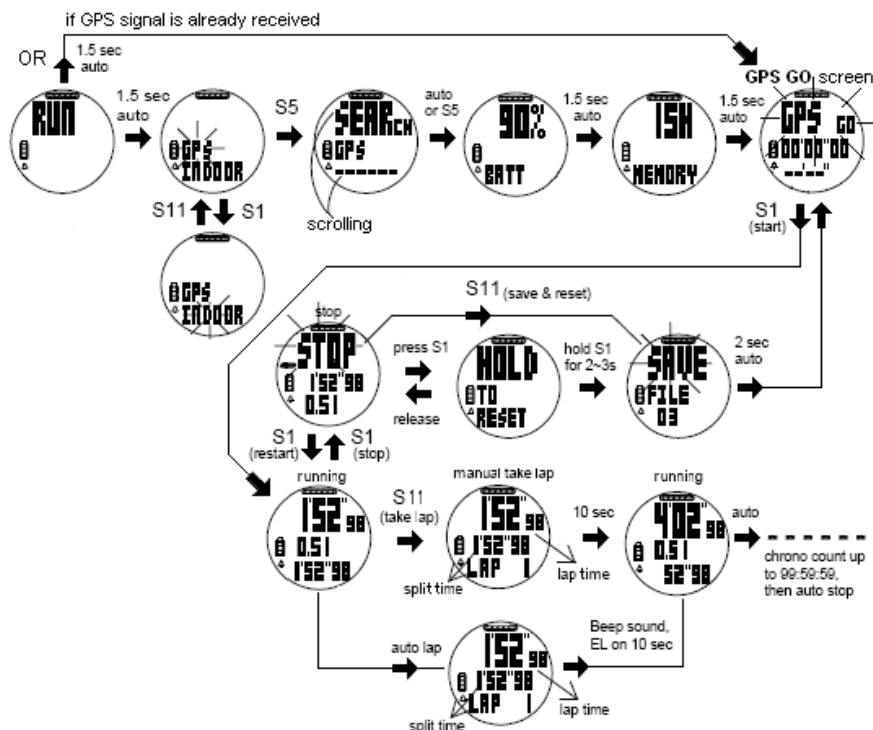 if GPS signal is already received
OR
1.5 sec
auto
RUN
1.5 sec
auto
GPS
INDOOR
S5
SEARCH
GPS
------
scrolling
auto
or S5
90%
BATT
1.5 sec
auto
15H
MEMORY
1.5 sec
auto
GPS GO screen
GPS GO
00'00"00
--'--"
S11
S1
GPS
INDOOR
S1
(start)
S11 (save & reset)
stop
STOP
1'52"98
0.51
press S1
release
HOLD
TO
RESET
hold S1
for 2~3s
SAVE
FILE
03
2 sec
auto
S1
(restart)
S1
(stop)
running
1'52"98
0.51
1'52"98
S11
(take lap)
manual take lap
1'52"98
1'52"98
LAP 1
split time
lap time
10 sec
running
4'02"98
0.51
52"98
auto
chrono count up
to 99:59:59,
then auto stop
auto lap
1'52"98
1'52"98
LAP 1
split time
lap time
Beep sound,
EL on 10 sec